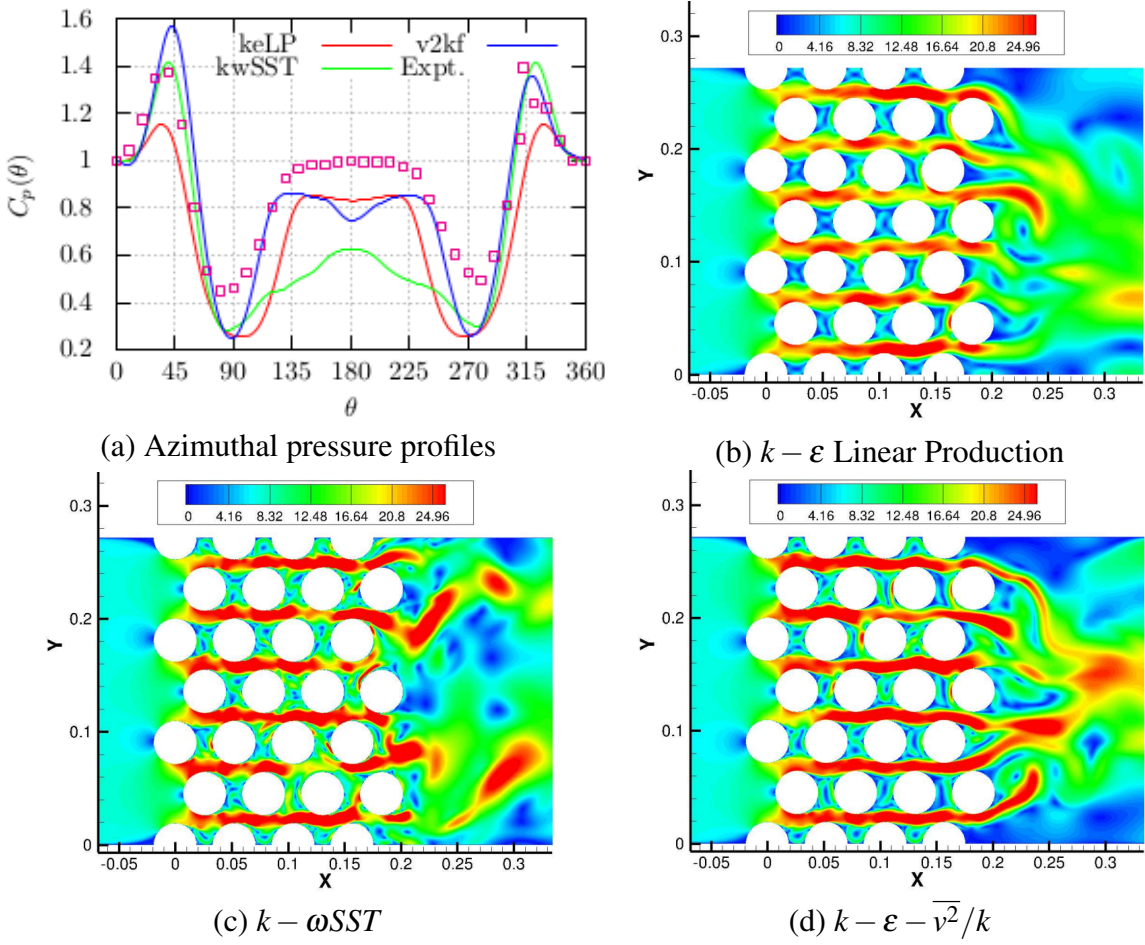 1.6
1.4
1.2
1
0.8
0.6
0.4
0.2
C_p(θ)
keLP v2kf
kwSST Expt.
0 45 90 135 180 225 270 315 360
θ
(a) Azimuthal pressure profiles
0 4.16 8.32 12.48 16.64 20.8 24.96
0.3
0.2
Y
0.1
0
-0.05 0 0.05 0.1 0.15 0.2 0.25 0.3
X
(b) k − ε Linear Production
0 4.16 8.32 12.48 16.64 20.8 24.96
0.3
0.2
Y
0.1
0
-0.05 0 0.05 0.1 0.15 0.2 0.25 0.3
X
(c) k − ωSST
0 4.16 8.32 12.48 16.64 20.8 24.96
0.3
0.2
Y
0.1
0
-0.05 0 0.05 0.1 0.15 0.2 0.25 0.3
X
(d) k − ε − v̅²/k